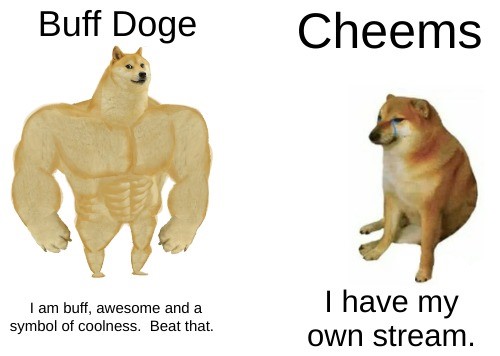 Buff Doge
Cheems
I am buff, awesome and a
symbol of coolness.  Beat that.
I have my
own stream.